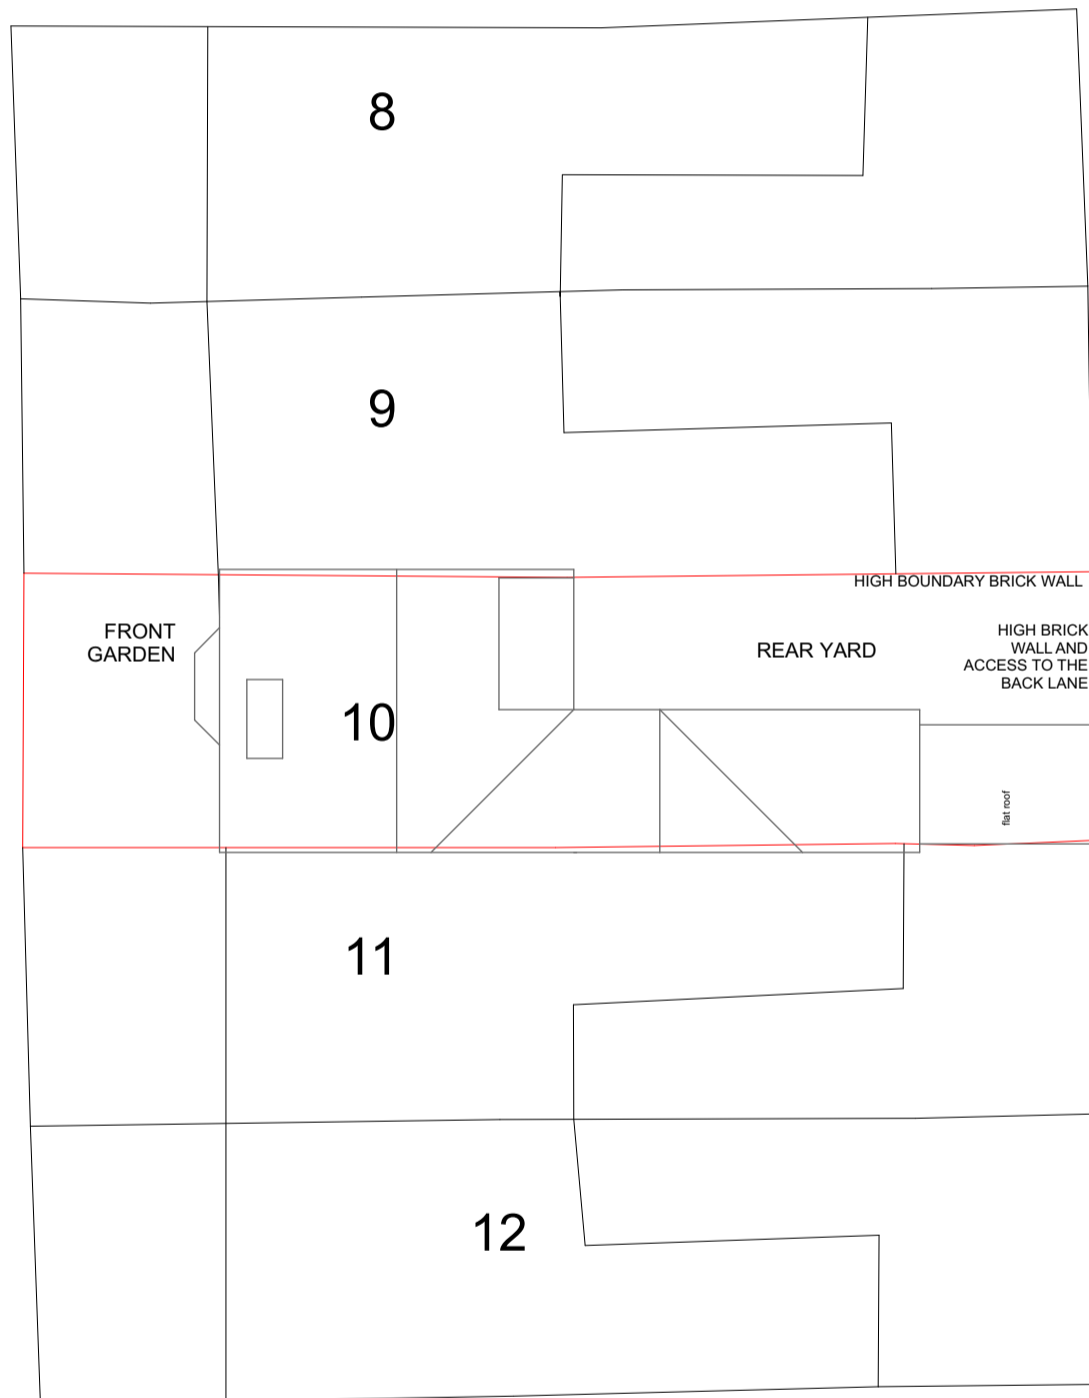 8
9
HIGH BOUNDARY BRICK WALL
FRONT
GARDEN
REAR YARD
HIGH BRICK
WALL AND
ACCESS TO THE
BACK LANE
10
flat roof
11
12